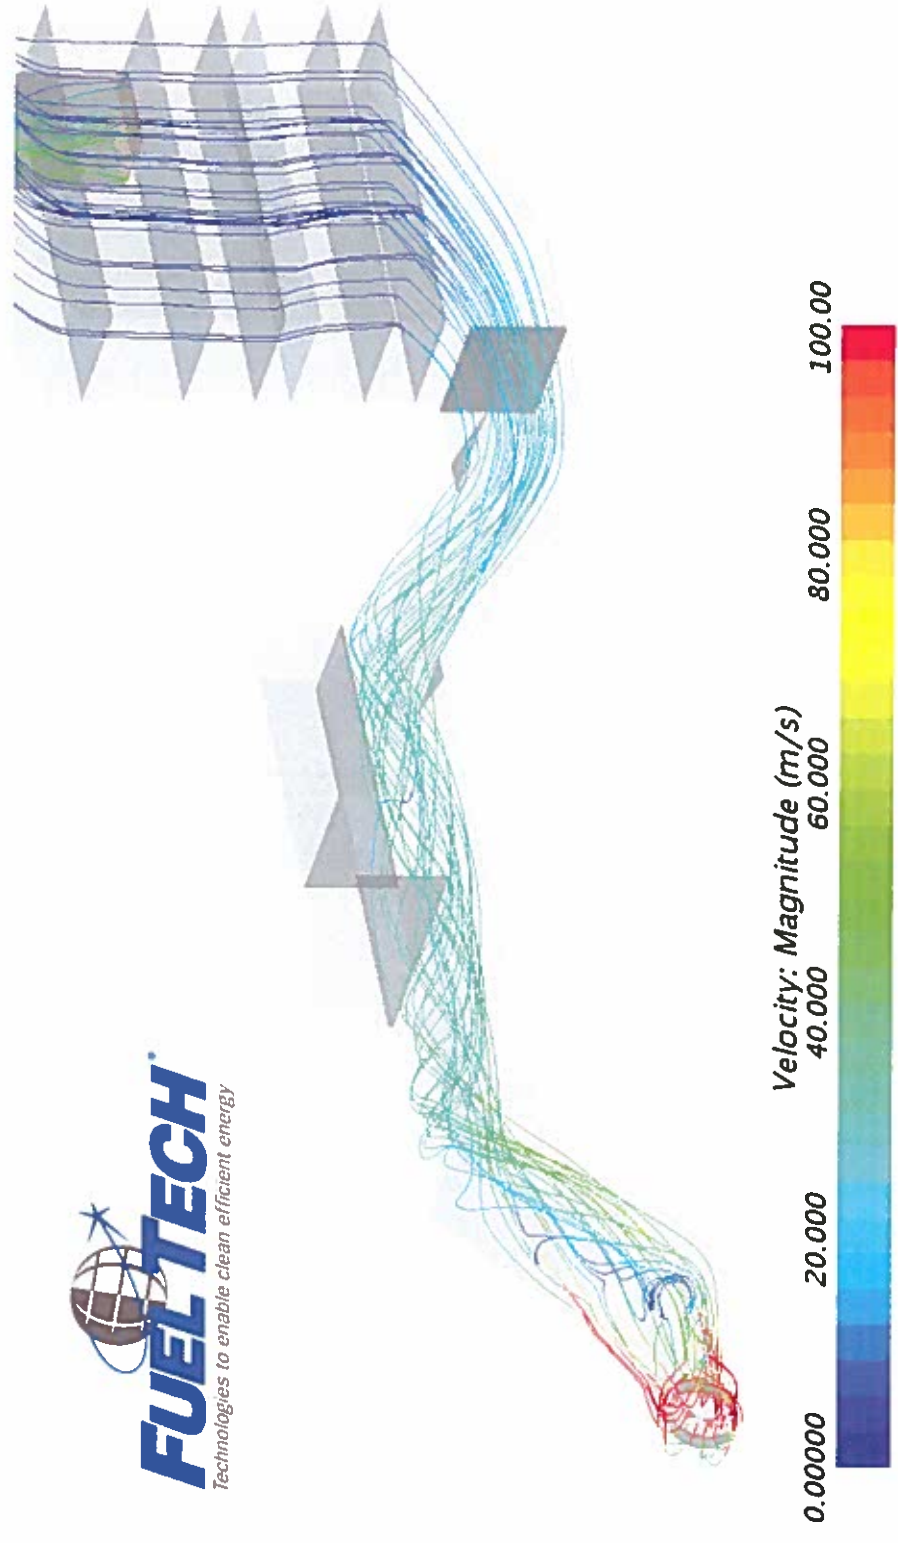 FUEL TECH
Technologies to enable clean efficient energy
Velocity: Magnitude (m/s)
0.00000 20.000 40.000 60.000 80.000 100.00